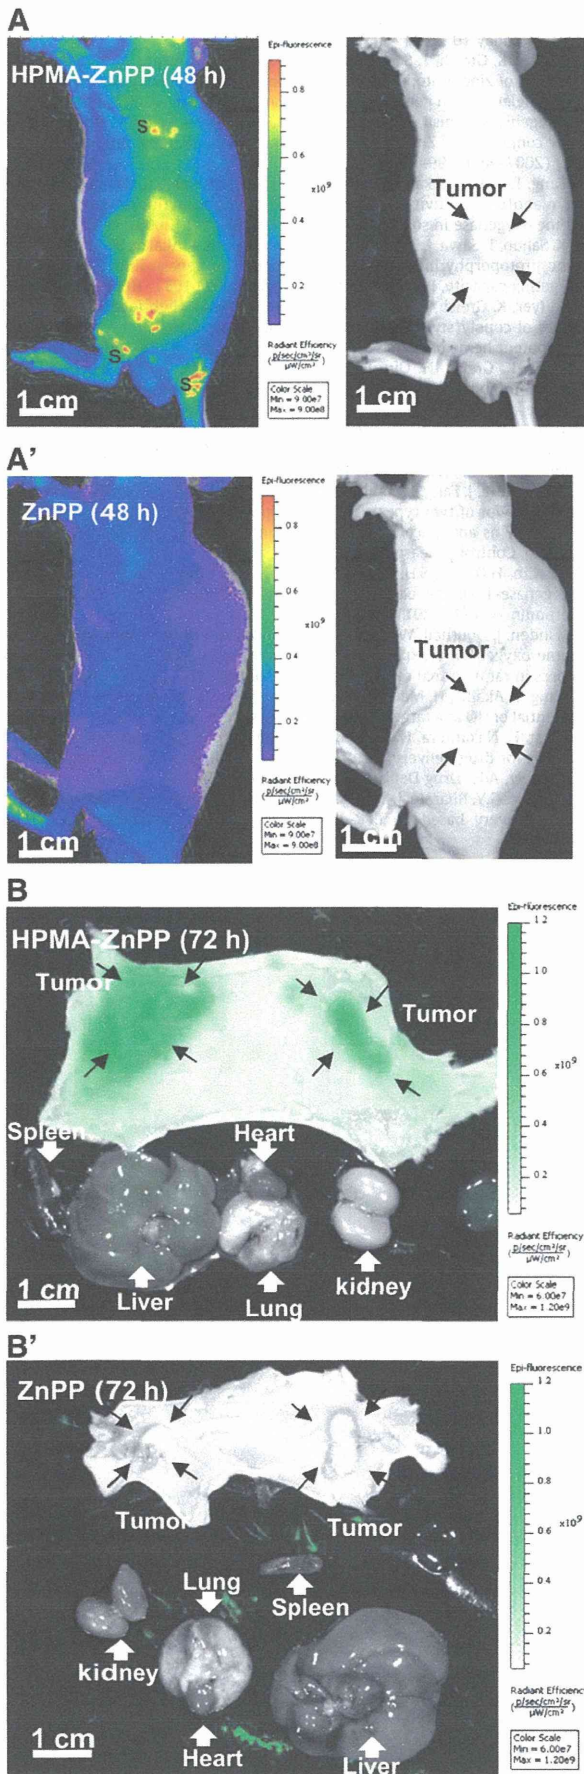 A
HPMA-ZnPP (48 h)
S
S
S
1 cm
Epi-fluorescence
0.8
0.6
x10⁹
0.4
0.2
Radiant Efficiency
(p/sec/cm²/sr / µW/cm²)
Color Scale
Min = 9.00e7
Max = 9.00e8
Tumor
1 cm
A'
ZnPP (48 h)
1 cm
Epi-fluorescence
0.8
0.6
x10⁹
0.4
0.2
Radiant Efficiency
(p/sec/cm²/sr / µW/cm²)
Color Scale
Min = 9.00e7
Max = 9.00e8
Tumor
1 cm
B
HPMA-ZnPP (72 h)
Tumor
Tumor
Spleen
Heart
Liver
Lung
kidney
1 cm
Epi-fluorescence
1.2
1.0
0.8
x10⁹
0.6
0.4
0.2
Radiant Efficiency
(p/sec/cm²/sr / µW/cm²)
Color Scale
Min = 6.00e7
Max = 1.20e9
B'
ZnPP (72 h)
Tumor
Tumor
Lung
Spleen
kidney
Heart
Liver
1 cm
Epi-fluorescence
1.2
1.0
0.8
x10⁹
0.6
0.4
0.2
Radiant Efficiency
(p/sec/cm²/sr / µW/cm²)
Color Scale
Min = 6.00e7
Max = 1.20e9